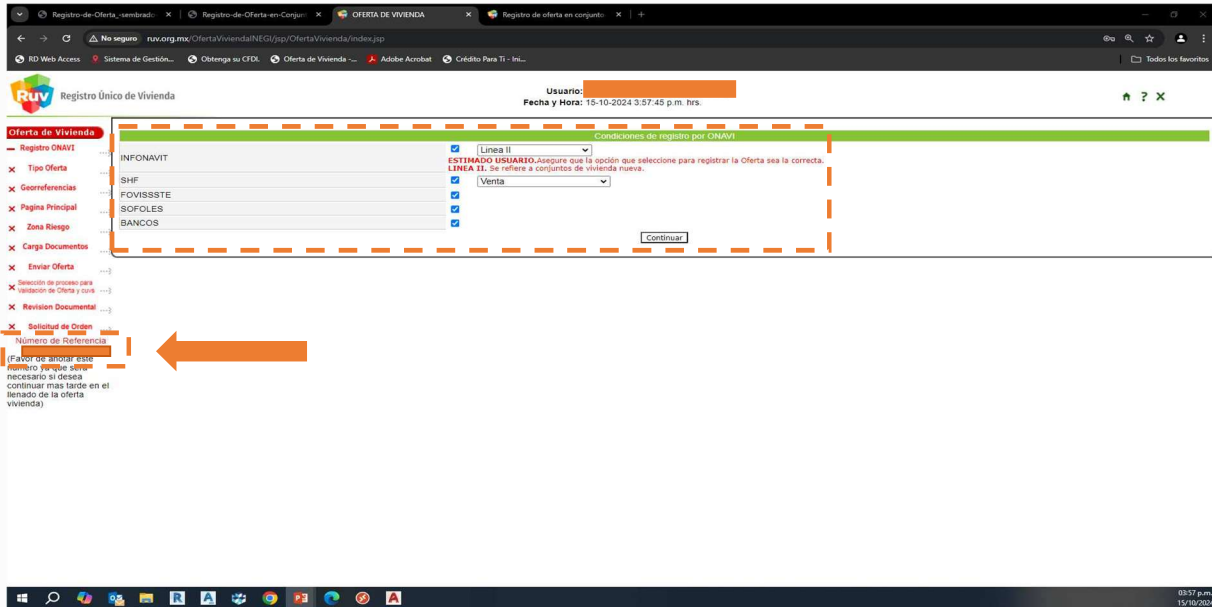 Registro-de-Oferta_-sembrado
Registro-de-OFerta-en-Conjun
OFERTA DE VIVIENDA
Registro de oferta en conjunto
No seguro ruv.org.mx/OfertaViviendaINEGI/jsp/OfertaVivienda/index.jsp
RD Web Access Sistema de Gestión... Obtenga su CFDI. Oferta de Vivienda -... Adobe Acrobat Crédito Para Ti - Ini... Todos los favoritos
Ruv Registro Único de Vivienda
Usuario:
Fecha y Hora: 15-10-2024 3:57:45 p.m. hrs.
? X
Oferta de Vivienda
Registro ONAVI
Tipo Oferta
Georreferencias
Pagina Principal
Zona Riesgo
Carga Documentos
Enviar Oferta
Selección de proceso para
Validación de Oferta y cuvs
Revision Documental
Solicitud de Orden
Número de Referencia
(Favor de anotar este
número ya que será
necesario si desea
continuar mas tarde en el
llenado de la oferta
vivienda)
Condiciones de registro por ONAVI
INFONAVIT Linea II
ESTIMADO USUARIO.Asegure que la opción que seleccione para registrar la Oferta sea la correcta.
LINEA II. Se refiere a conjuntos de vivienda nueva.
SHF Venta
FOVISSSTE
SOFOLES
BANCOS
Continuar
03:57 p.m.
15/10/2024